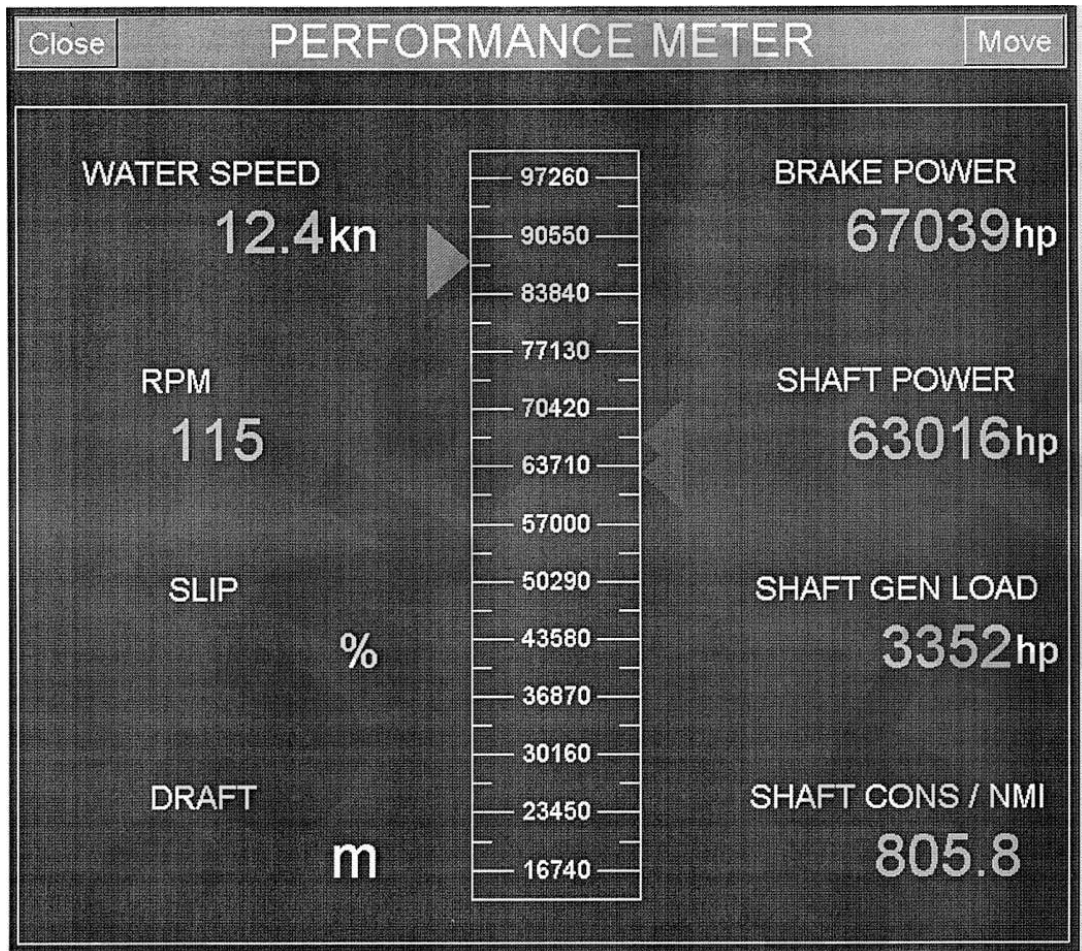 Close PERFORMANCE METER Move
WATER SPEED
12.4kn
RPM
115
SLIP
%
DRAFT
m
97260
90550
83840
77130
70420
63710
57000
50290
43580
36870
30160
23450
16740
BRAKE POWER
67039hp
SHAFT POWER
63016hp
SHAFT GEN LOAD
3352hp
SHAFT CONS / NMI
805.8